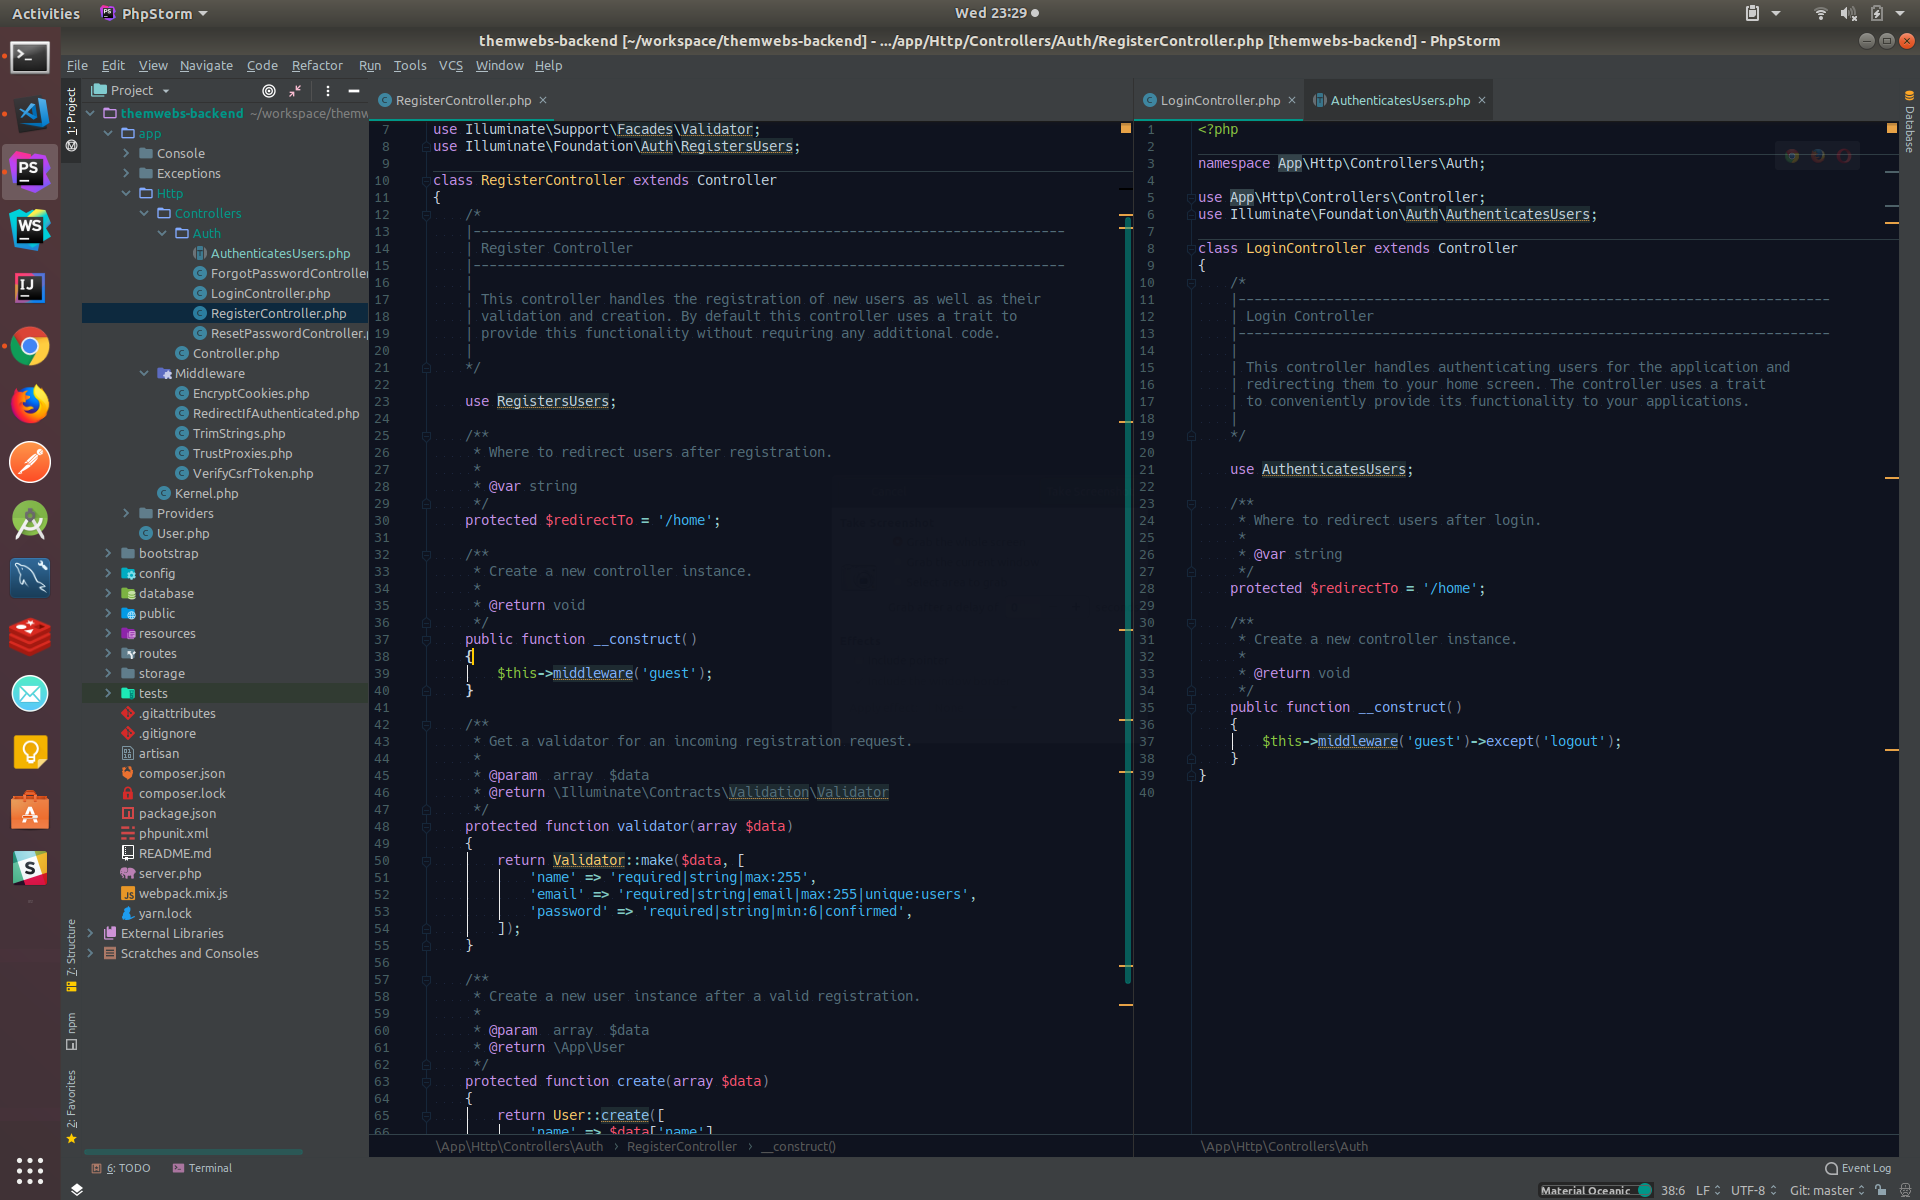 Activities PhpStorm Wed 23:29
themwebs-backend [~/workspace/themwebs-backend] - .../app/Http/Controllers/Auth/RegisterController.php [themwebs-backend] - PhpStorm
File Edit View Navigate Code Refactor Run Tools VCS Window Help
1: Project
7: Structure
npm
2: Favorites
Project
themwebs-backend ~/workspace/themw
app
Console
Exceptions
Http
Controllers
Auth
AuthenticatesUsers.php
ForgotPasswordController
LoginController.php
RegisterController.php
ResetPasswordController.p
Controller.php
Middleware
EncryptCookies.php
RedirectIfAuthenticated.php
TrimStrings.php
TrustProxies.php
VerifyCsrfToken.php
Kernel.php
Providers
User.php
bootstrap
config
database
public
resources
routes
storage
tests
.gitattributes
.gitignore
artisan
composer.json
composer.lock
package.json
phpunit.xml
README.md
server.php
webpack.mix.js
yarn.lock
External Libraries
Scratches and Consoles
RegisterController.php
7 use Illuminate\Support\Facades\Validator;
8 use Illuminate\Foundation\Auth\RegistersUsers;
9
10 class RegisterController extends Controller
11 {
12     /*
13     |--------------------------------------------------------------------------
14     | Register Controller
15     |--------------------------------------------------------------------------
16     |
17     | This controller handles the registration of new users as well as their
18     | validation and creation. By default this controller uses a trait to
19     | provide this functionality without requiring any additional code.
20     |
21     */
22
23     use RegistersUsers;
24
25     /**
26      * Where to redirect users after registration.
27      *
28      * @var string
29      */
30     protected $redirectTo = '/home';
31
32     /**
33      * Create a new controller instance.
34      *
35      * @return void
36      */
37     public function __construct()
38     {
39         $this->middleware('guest');
40     }
41
42     /**
43      * Get a validator for an incoming registration request.
44      *
45      * @param  array  $data
46      * @return \Illuminate\Contracts\Validation\Validator
47      */
48     protected function validator(array $data)
49     {
50         return Validator::make($data, [
51             'name' => 'required|string|max:255',
52             'email' => 'required|string|email|max:255|unique:users',
53             'password' => 'required|string|min:6|confirmed',
54         ]);
55     }
56
57     /**
58      * Create a new user instance after a valid registration.
59      *
60      * @param  array  $data
61      * @return \App\User
62      */
63     protected function create(array $data)
64     {
65         return User::create([
66             'name' => $data['name'],
\App\Http\Controllers\Auth › RegisterController › __construct()
LoginController.php AuthenticatesUsers.php
1 <?php
2
3 namespace App\Http\Controllers\Auth;
4
5 use App\Http\Controllers\Controller;
6 use Illuminate\Foundation\Auth\AuthenticatesUsers;
7
8 class LoginController extends Controller
9 {
10     /*
11     |--------------------------------------------------------------------------
12     | Login Controller
13     |--------------------------------------------------------------------------
14     |
15     | This controller handles authenticating users for the application and
16     | redirecting them to your home screen. The controller uses a trait
17     | to conveniently provide its functionality to your applications.
18     |
19     */
20
21     use AuthenticatesUsers;
22
23     /**
24      * Where to redirect users after login.
25      *
26      * @var string
27      */
28     protected $redirectTo = '/home';
29
30     /**
31      * Create a new controller instance.
32      *
33      * @return void
34      */
35     public function __construct()
36     {
37         $this->middleware('guest')->except('logout');
38     }
39 }
40
\App\Http\Controllers\Auth
Database
6: TODO Terminal Event Log
Material Oceanic 38:6 LF UTF-8 Git: master